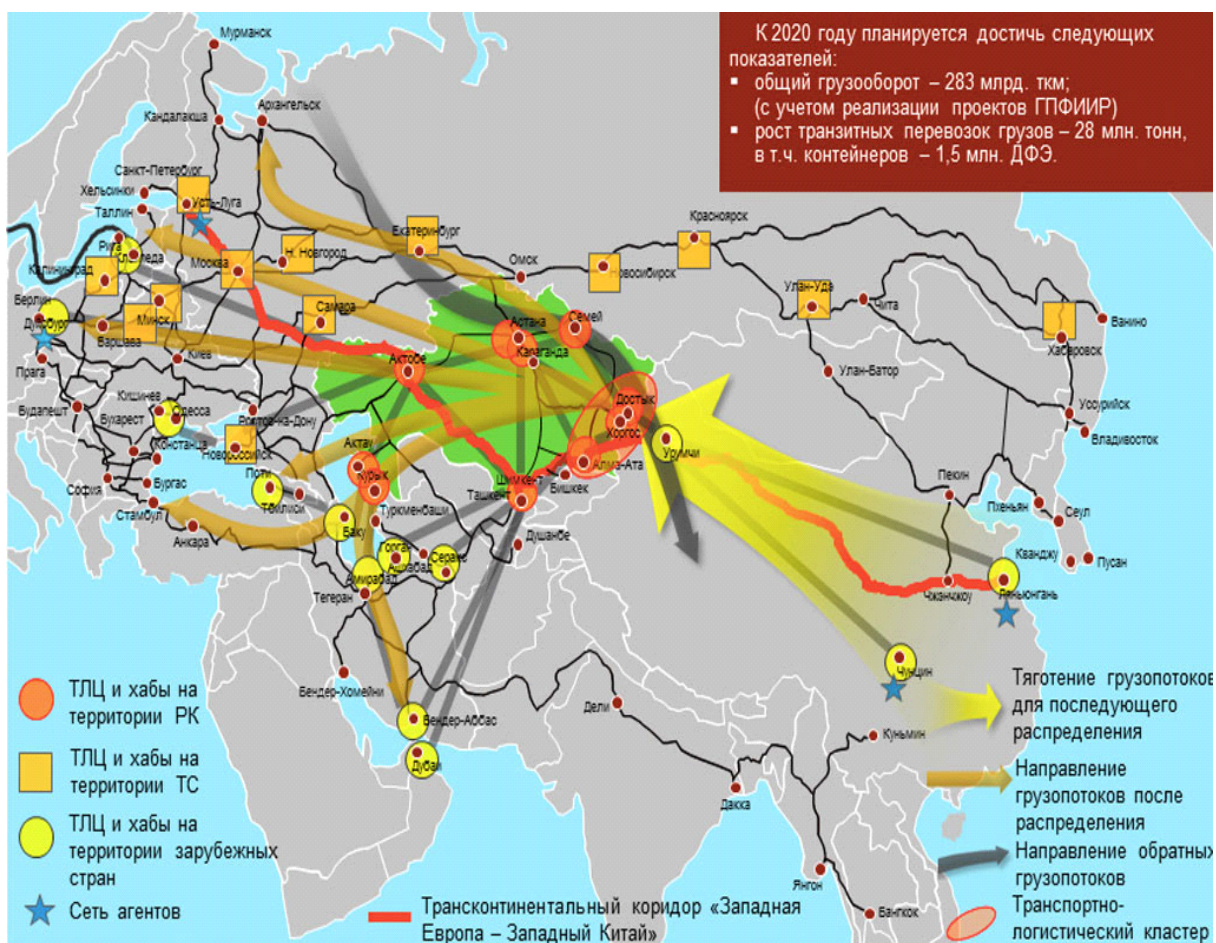 К 2020 году планируется достичь следующих
показателей:
▪ общий грузооборот – 283 млрд. ткм;
(с учетом реализации проектов ГПФИИР)
▪ рост транзитных перевозок грузов – 28 млн. тонн,
в т.ч. контейнеров – 1,5 млн. ДФЭ.
Мурманск
Кандалакша
Архангельск
Санкт-Петербург
Хельсинки
Усть-Луга
Таллин
Рига
Калининград
Москва
Н. Новгород
Екатеринбург
Омск
Новосибирск
Красноярск
Улан-Удэ
Чита
Ванино
Хабаровск
Берлин
Минск
Варшава
Самара
Астана
Семей
Караганда
Прага
Киев
Актобе
Улан-Батор
Уссурийск
Владивосток
Будапешт
Кишинев
Одесса
Бухарест
Ростов-на-Дону
Достык
Хоргос
Урумчи
Констанца
Новороссийск
Актау
Курык
Алма-Ата
Бишкек
Шимкент
Ташкент
София
Бургас
Поти
Тбилиси
Стамбул
Туркменбаши
Пекин
Пхеньян
Сеул
Анкара
Баку
Горган
Ашхабад
Серахс
Душанбе
Кванджу
Пусан
Амирабад
Тегеран
Чжэнчжоу
Ляньюнгань
Чунцин
Бендер-Хомейни
Бендер-Аббас
Дубаи
Дели
Куньмин
Дакка
Янгон
Бангкок
ТЛЦ и хабы на
территории РК
ТЛЦ и хабы на
территории ТС
ТЛЦ и хабы на
территории зарубежных
стран
Сеть агентов
Трансконтинентальный коридор «Западная
Европа – Западный Китай»
Тяготение грузопотоков
для последующего
распределения
Направление
грузопотоков после
распределения
Направление обратных
грузопотоков
Транспортно-
логистический кластер